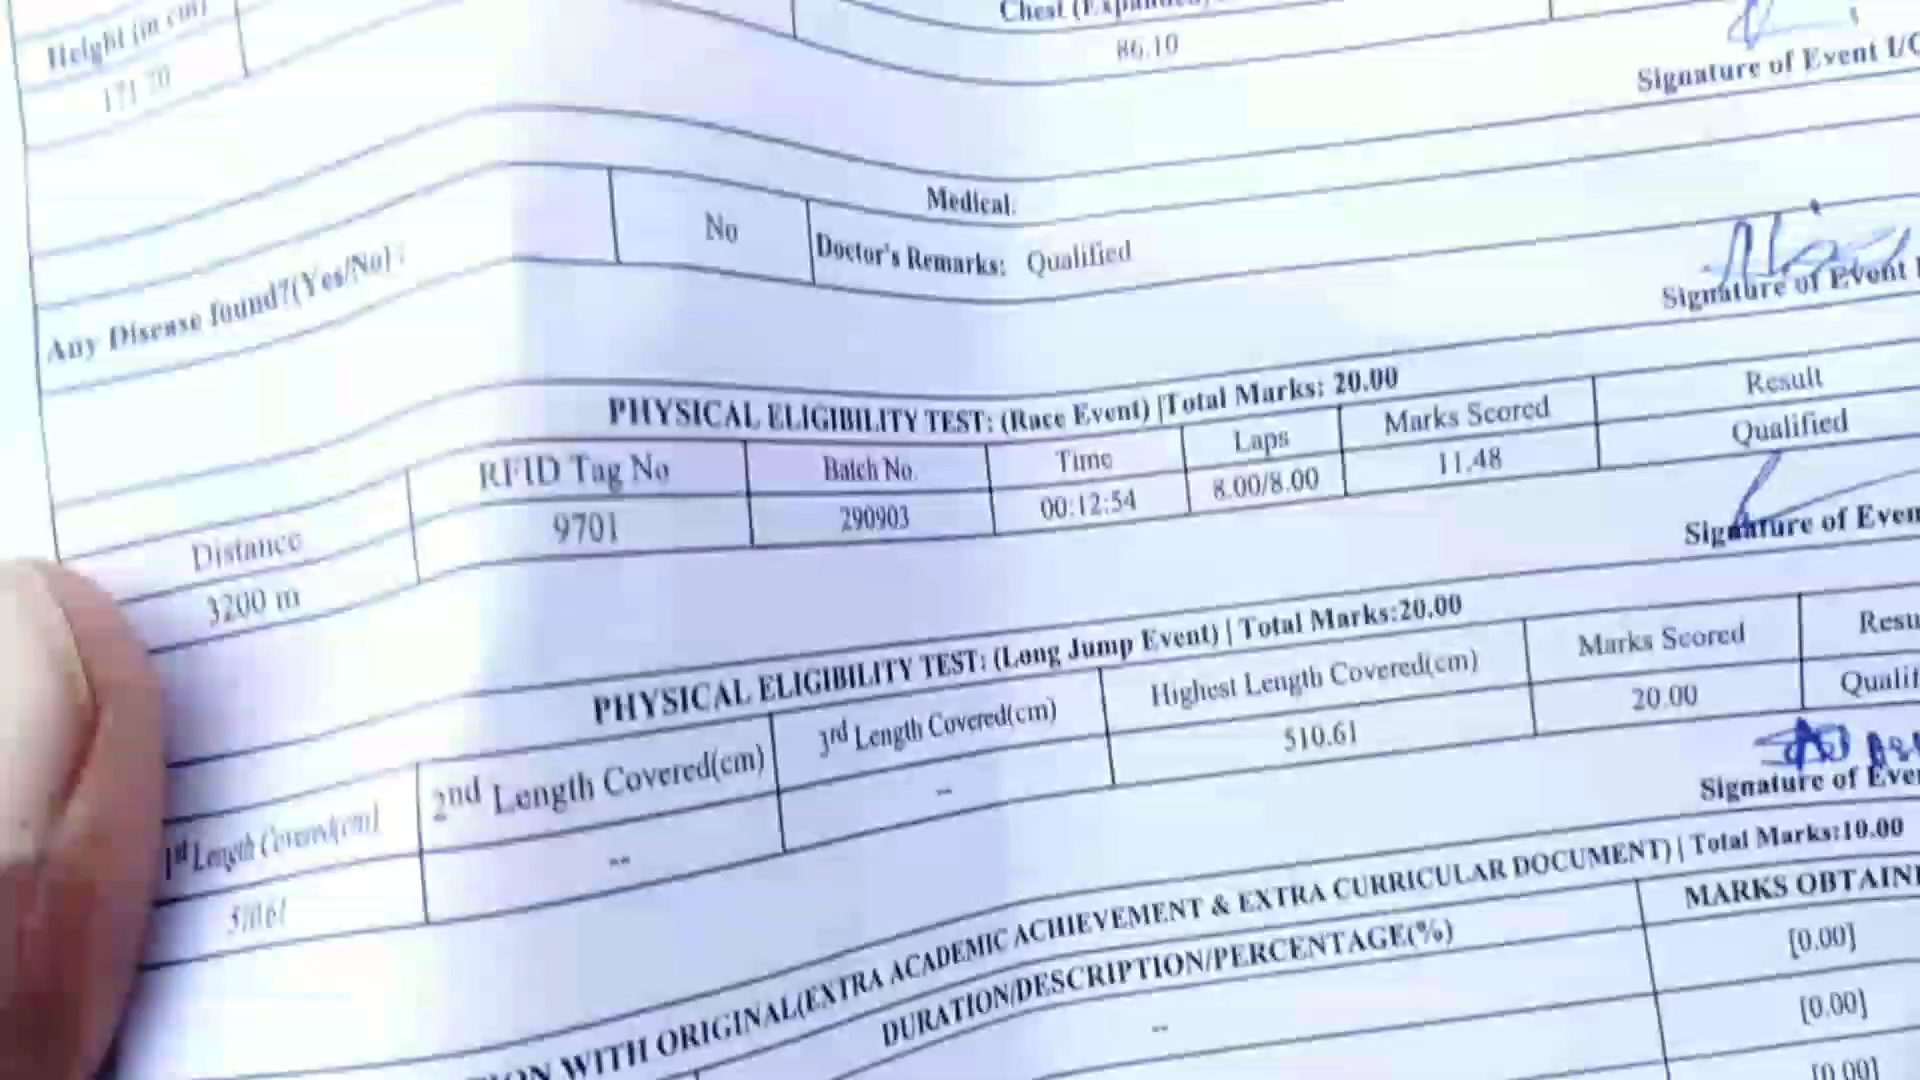 Height (in cm)
Chest (Expanded
171.70
86.10
Signature of Event I/C
Medical
Any Disease found?(Yes/No) :
No
Doctor's Remarks: Qualified
Signature of Event
PHYSICAL ELIGIBILITY TEST: (Race Event) |Total Marks: 20.00
Distance RFID Tag No Batch No. Time Laps Marks Scored Result
3200 m 9701 290903 00:12:54 8.00/8.00 11.48 Qualified
Signature of Even
PHYSICAL ELIGIBILITY TEST: (Long Jump Event) | Total Marks:20.00
1st Length Covered(cm) 2nd Length Covered(cm) 3rd Length Covered(cm) Highest Length Covered(cm) Marks Scored Resu
510.61 -- -- 510.61 20.00 Qualif
Signature of Eve
ION WITH ORIGINAL(EXTRA ACADEMIC ACHIEVEMENT & EXTRA CURRICULAR DOCUMENT) | Total Marks:10.00
DURATION/DESCRIPTION/PERCENTAGE(%) MARKS OBTAIN
-- [0.00]
[0.00]
[0.00]